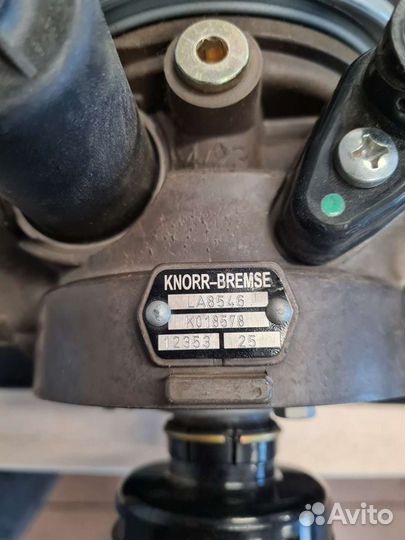 KNORR-BREMSE
LA8546
K018578
12353 25
Avito